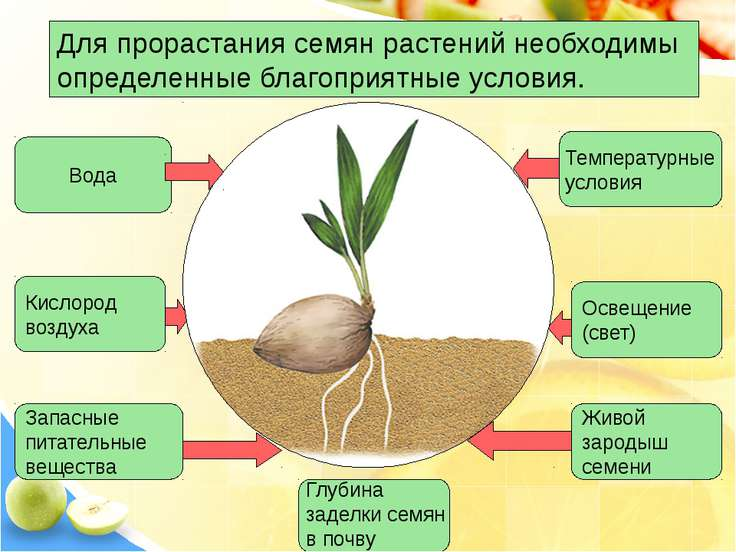 Для прорастания семян растений необходимы
определенные благоприятные условия.
Вода
Температурные
условия
Кислород
воздуха
Освещение
(свет)
Запасные
питательные
вещества
Живой
зародыш
семени
Глубина
заделки семян
в почву